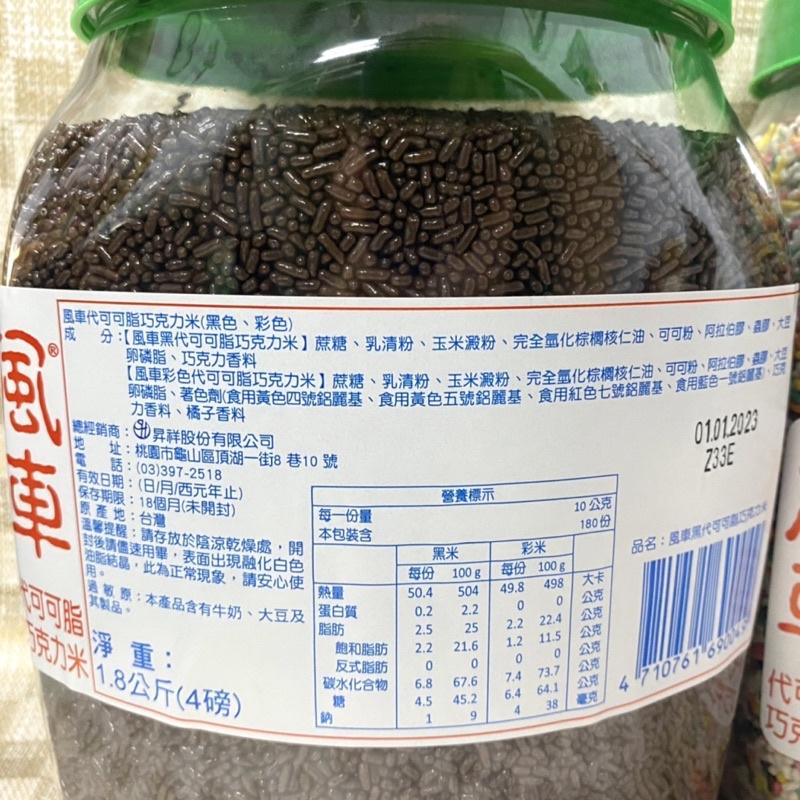 風車®
代可可脂
巧克力米
風車代可可脂巧克力米(黑色、彩色)
成 分:【風車黑代可可脂巧克力米】蔗糖、乳清粉、玉米澱粉、完全氫化棕櫚核仁油、可可粉、阿拉伯膠、蟲膠、大豆
卵磷脂、巧克力香料
【風車彩色代可可脂巧克力米】蔗糖、乳清粉、玉米澱粉、完全氫化棕櫚核仁油、可可粉、阿拉伯膠、蟲膠、大豆
卵磷脂、著色劑(食用黃色四號鋁麗基、食用黃色五號鋁麗基、食用紅色七號鋁麗基、食用藍色一號鋁麗基)、巧克
力香料、橘子香料
總經銷商:昇祥股份有限公司
地 址:桃園市龜山區頂湖一街8 巷10 號
電 話:(03)397-2518
有效日期:(日/月/西元年止)
保存期限:18個月(未開封)
原 產 地:台灣
溫馨提醒:請存放於陰涼乾燥處,開
封後請儘速用畢,表面出現融化白色
油脂結晶,此為正常現象,請安心使
用。
過 敏 原:本產品含有牛奶、大豆及
其製品。
淨 重:
1.8公斤(4磅)
營養標示
每一份量 10 公克
本包裝含 180 份
黑米 彩米
每份 100 g 每份 100 g
熱量 50.4 504 49.8 498 大卡
蛋白質 0.2 2.2 0 0 公克
脂肪 2.5 25 2.2 22.4 公克
飽和脂肪 2.2 21.6 1.2 11.5 公克
反式脂肪 0 0 0 0 公克
碳水化合物 6.8 67.6 7.4 73.7 公克
糖 4.5 45.2 6.4 64.1 公克
鈉 1 9 4 38 毫克
01.01.2023
Z33E
品名:風車黑代可可脂巧克力米
4 710761 69004
代可
巧克